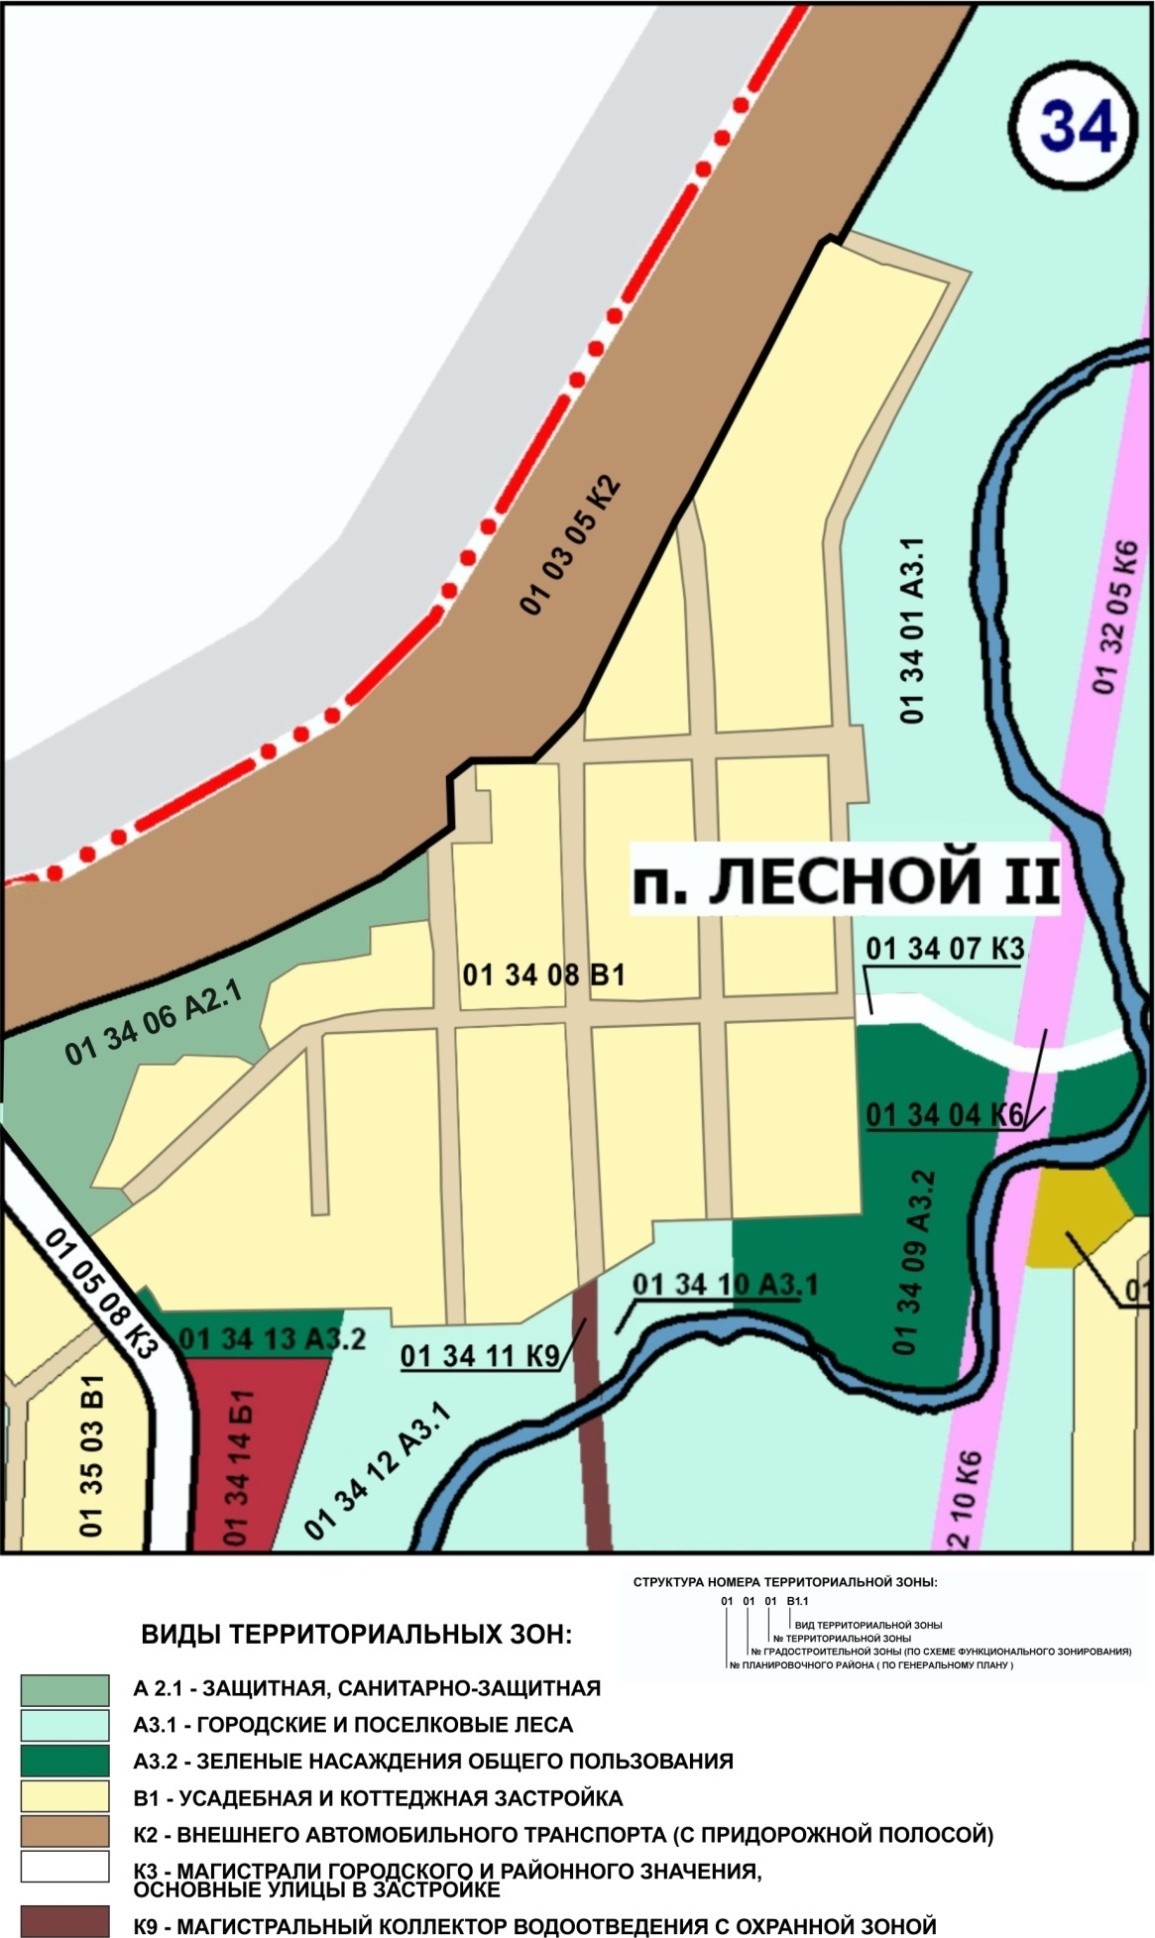 34
01 03 05 К2
01 34 01 А3.1
01 32 05 К6
п. ЛЕСНОЙ II
01 34 07 К3
01 34 08 В1
01 34 06 А2.1
01 34 04 К6
01 34 09 А3.2
01 05 08 К3
01 34 10 А3.1
01
01 34 13 А3.2
01 34 11 К9
01 35 03 В1
01 34 14 Б1
01 34 12 А3.1
2 10 К6
СТРУКТУРА НОМЕРА ТЕРРИТОРИАЛЬНОЙ ЗОНЫ:
01 01 01 В1.1
ВИД ТЕРРИТОРИАЛЬНОЙ ЗОНЫ
№ ТЕРРИТОРИАЛЬНОЙ ЗОНЫ
№ ГРАДОСТРОИТЕЛЬНОЙ ЗОНЫ (ПО СХЕМЕ ФУНКЦИОНАЛЬНОГО ЗОНИРОВАНИЯ)
№ ПЛАНИРОВОЧНОГО РАЙОНА ( ПО ГЕНЕРАЛЬНОМУ ПЛАНУ )
ВИДЫ ТЕРРИТОРИАЛЬНЫХ ЗОН:
А 2.1 - ЗАЩИТНАЯ, САНИТАРНО-ЗАЩИТНАЯ
А3.1 - ГОРОДСКИЕ И ПОСЕЛКОВЫЕ ЛЕСА
А3.2 - ЗЕЛЕНЫЕ НАСАЖДЕНИЯ ОБЩЕГО ПОЛЬЗОВАНИЯ
В1 - УСАДЕБНАЯ И КОТТЕДЖНАЯ ЗАСТРОЙКА
К2 - ВНЕШНЕГО АВТОМОБИЛЬНОГО ТРАНСПОРТА (С ПРИДОРОЖНОЙ ПОЛОСОЙ)
К3 - МАГИСТРАЛИ ГОРОДСКОГО И РАЙОННОГО ЗНАЧЕНИЯ,
ОСНОВНЫЕ УЛИЦЫ В ЗАСТРОЙКЕ
К9 - МАГИСТРАЛЬНЫЙ КОЛЛЕКТОР ВОДООТВЕДЕНИЯ С ОХРАННОЙ ЗОНОЙ